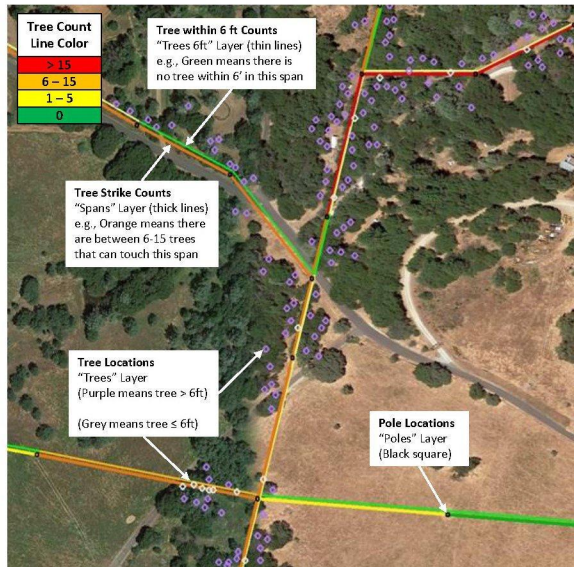 Tree Count
Line Color
> 15
6 – 15
1 – 5
0
Tree within 6 ft Counts
“Trees 6ft” Layer (thin lines)
e.g., Green means there is
no tree within 6’ in this span
Tree Strike Counts
“Spans” Layer (thick lines)
e.g., Orange means there
are between 6-15 trees
that can touch this span
Tree Locations
“Trees” Layer
(Purple means tree > 6ft)
(Grey means tree ≤ 6ft)
Pole Locations
“Poles” Layer
(Black square)